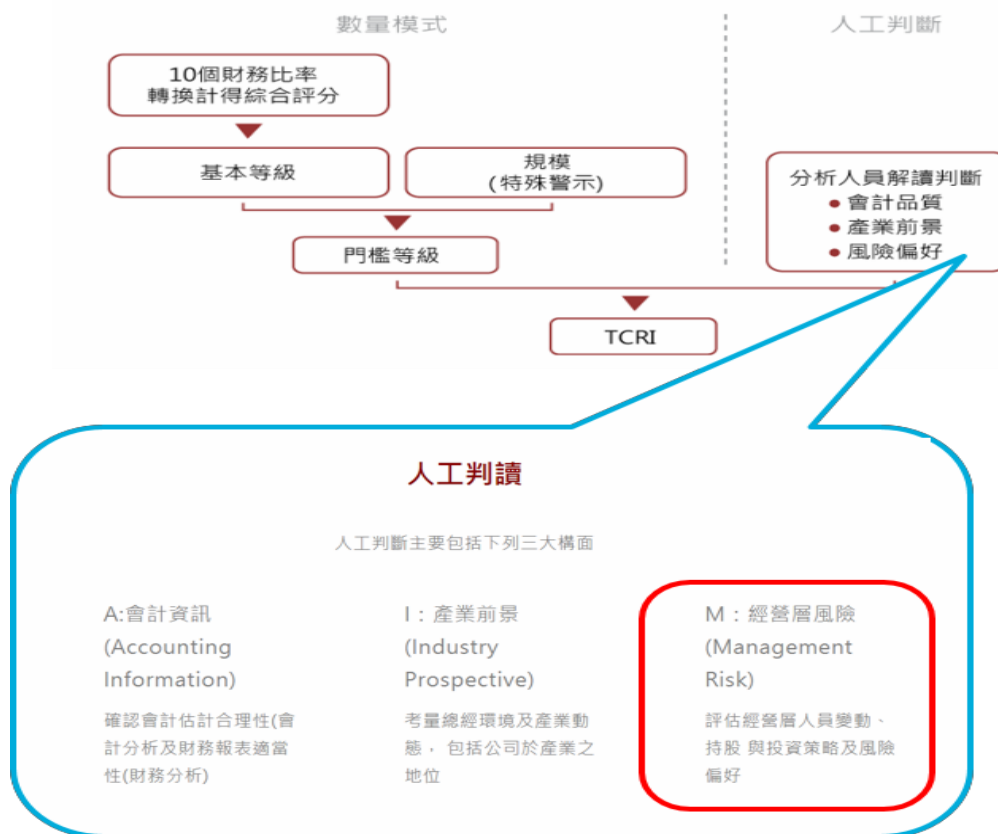 數量模式
人工判斷
10個財務比率
轉換計得綜合評分
基本等級
規模
(特殊警示)
門檻等級
分析人員解讀判斷
● 會計品質
● 產業前景
● 風險偏好
TCRI
人工判讀
人工判斷主要包括下列三大構面
A:會計資訊
(Accounting
Information)
確認會計估計合理性(會
計分析及財務報表適當
性(財務分析)
I：產業前景
(Industry
Prospective)
考量總經環境及產業動
態， 包括公司於產業之
地位
M：經營層風險
(Management
Risk)
評估經營層人員變動、
持股 與投資策略及風險
偏好